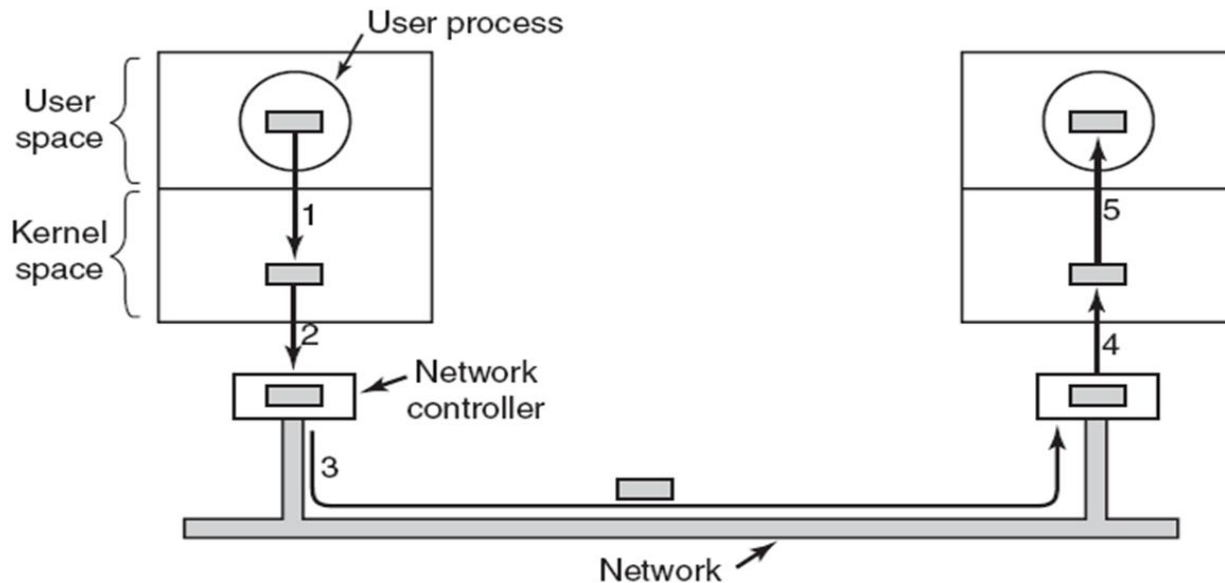 User process
User
space
1
5
Kernel
space
2
4
Network
controller
3
Network